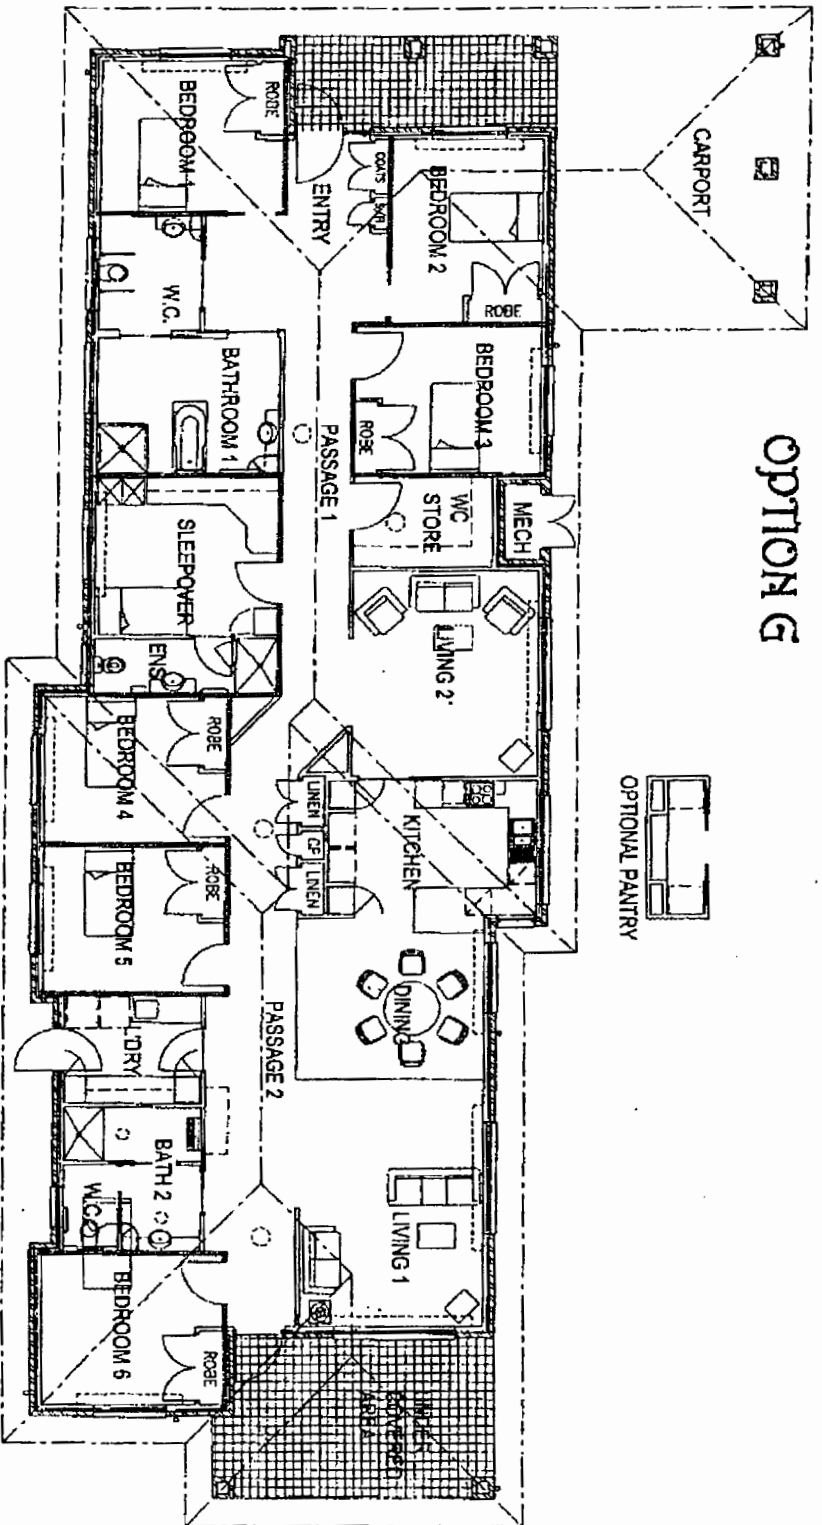 OPTION G
CARPORT
OPTIONAL PANTRY
BEDROOM 2
ROBE
BEDROOM 3
ROBE
MECH
WC
STORE
LIVING 2
KITCHEN
DINING
LIVING 1
UNDER
COVERED
AREA
COATS
ENTRY
PASSAGE 1
LINEN
CP
LINEN
PASSAGE 2
ROBE
BEDROOM 1
W.C.
BATHROOM 1
SLEEPOVER
ENS
ROBE
BEDROOM 4
ROBE
BEDROOM 5
L'DRY
BATH 2
W.C.
ROBE
BEDROOM 6